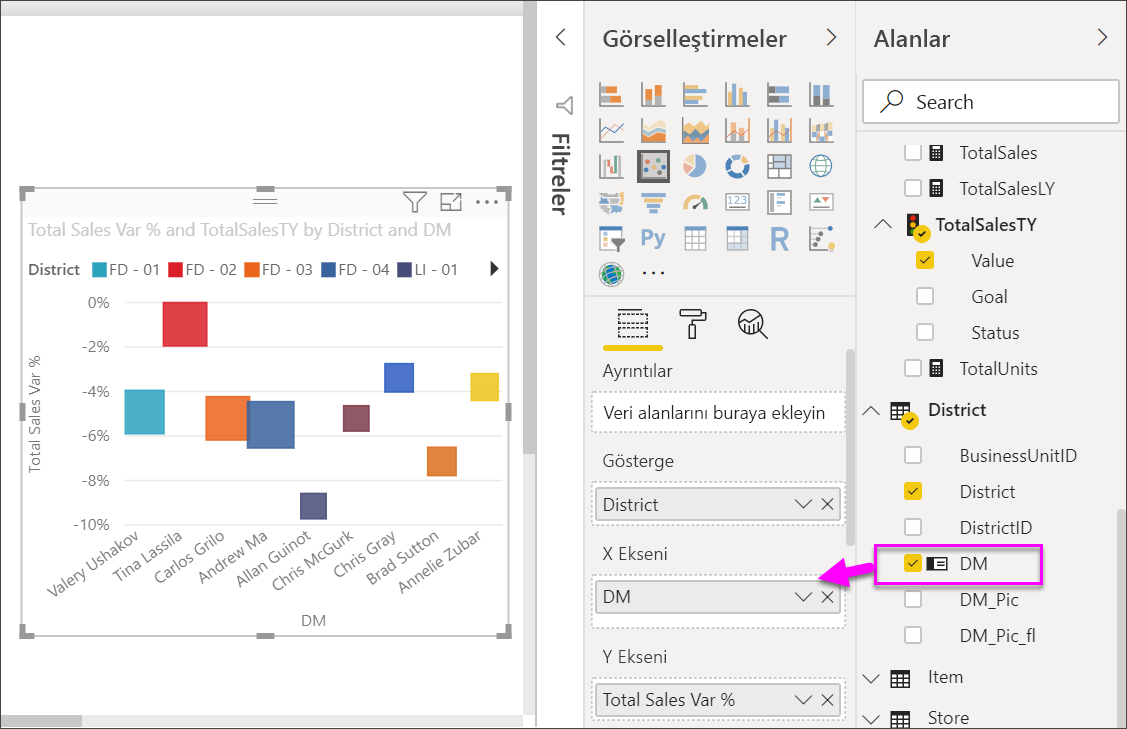 Total Sales Var % and TotalSalesTY by District and DM
District FD - 01 FD - 02 FD - 03 FD - 04 LI - 01
Total Sales Var %
0%
-2%
-4%
-6%
-8%
-10%
Valery Ushakov
Tina Lassila
Carlos Grilo
Andrew Ma
Allan Guinot
Chris McGurk
Chris Gray
Brad Sutton
Annelie Zubar
DM
Filtreler
Görselleştirmeler
123
Py
R
Ayrıntılar
Veri alanlarını buraya ekleyin
Gösterge
District
X Ekseni
DM
Y Ekseni
Total Sales Var %
Alanlar
Search
TotalSales
TotalSalesLY
TotalSalesTY
Value
Goal
Status
TotalUnits
District
BusinessUnitID
District
DistrictID
DM
DM_Pic
DM_Pic_fl
Item
Store